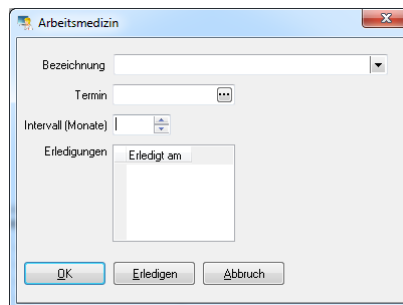 Arbeitsmedizin
Bezeichnung
Termin
Intervall (Monate)
Erledigungen
Erledigt am
OK Erledigen Abbruch